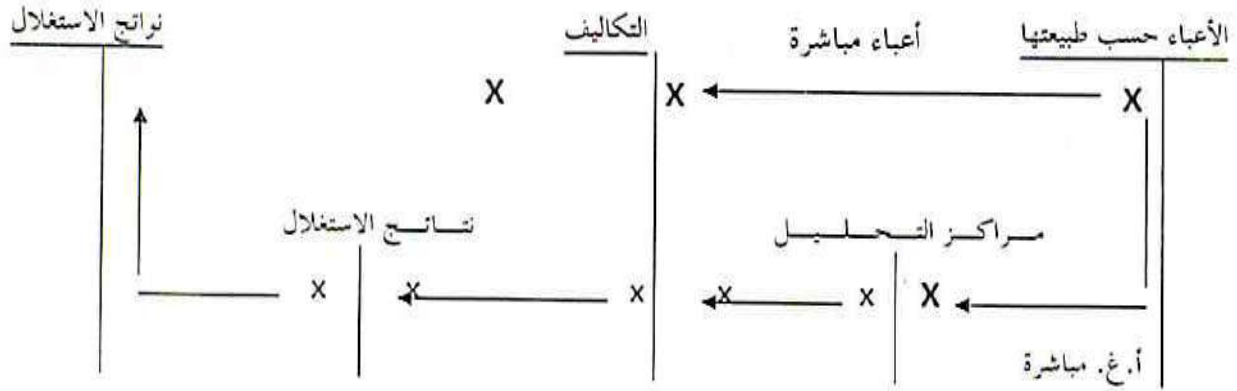 الأعباء حسب طبيعتها
أعباء مباشرة
التكاليف
نواتج الاستغلال
X X X
مراكز التحليل
نتائج الاستغلال
X x x x x x
أ.غ. مباشرة